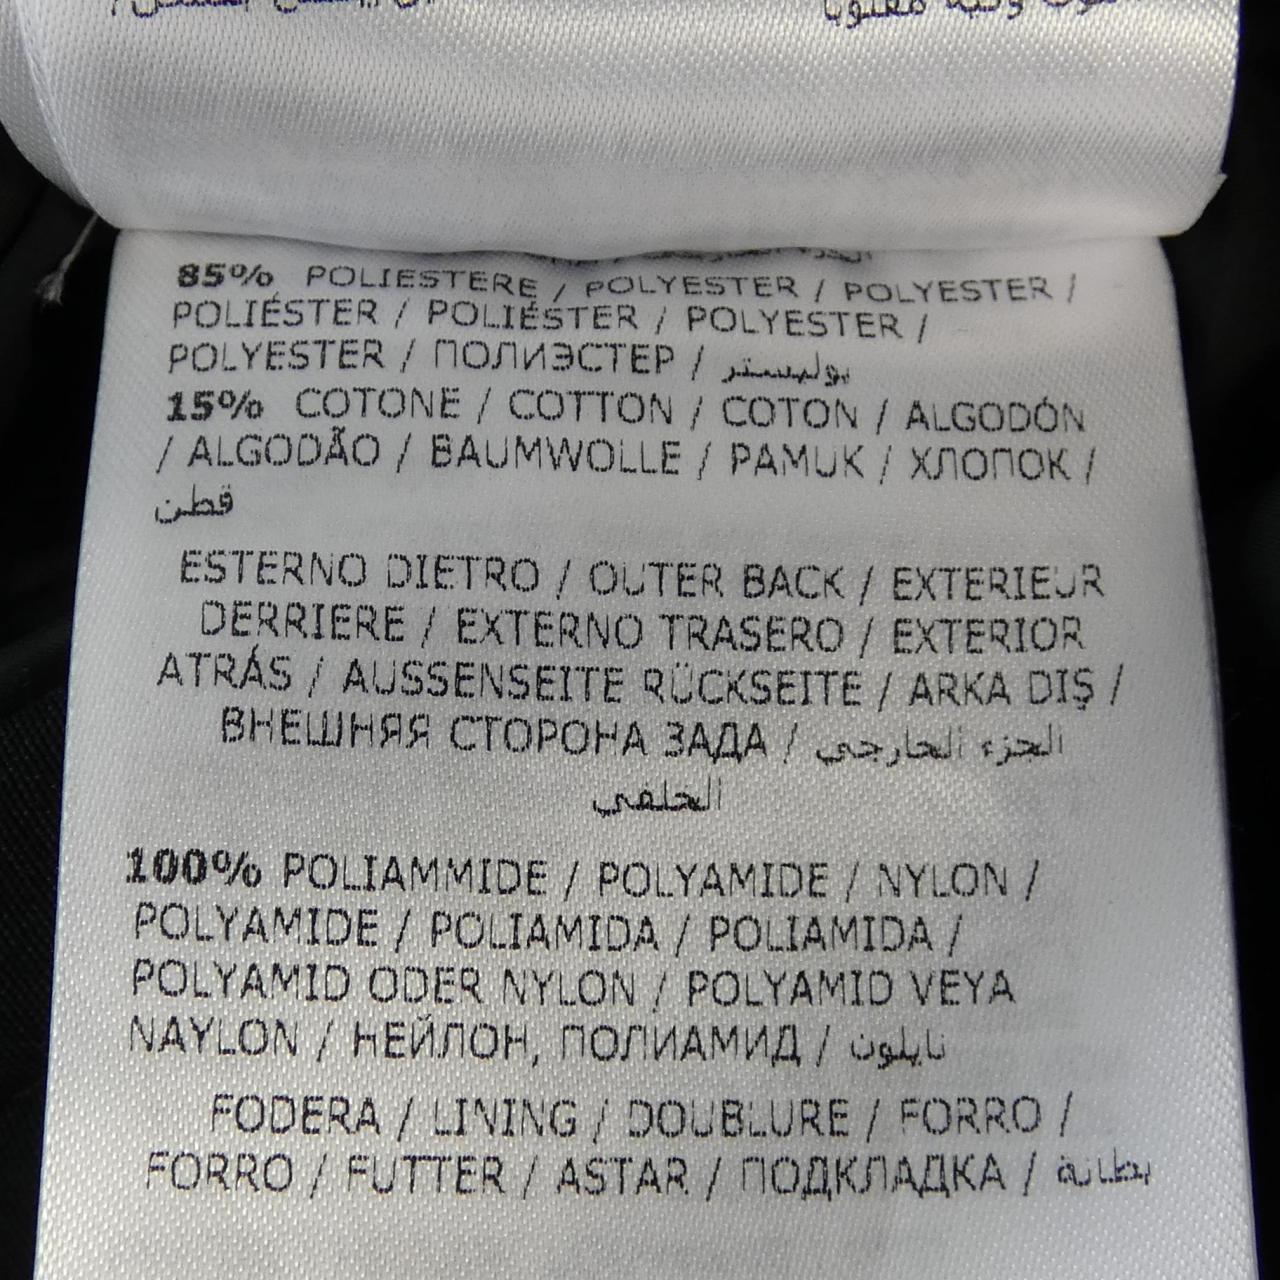 85% POLIESTERE / POLYESTER / POLYESTER /
POLIÉSTER / POLIÉSTER / POLYESTER /
POLYESTER / ПОЛИЭСТЕР / بوليستر
15% COTONE / COTTON / COTON / ALGODÓN
/ ALGODÃO / BAUMWOLLE / PAMUK / ХЛОПОК /
قطن
ESTERNO DIETRO / OUTER BACK / EXTERIEUR
DERRIERE / EXTERNO TRASERO / EXTERIOR
ATRÁS / AUSSENSEITE RÜCKSEITE / ARKA DIŞ /
ВНЕШНЯЯ СТОРОНА ЗАДА / الجزء الخارجي
الخلفي
100% POLIAMMIDE / POLYAMIDE / NYLON /
POLYAMIDE / POLIAMIDA / POLIAMIDA /
POLYAMID ODER NYLON / POLYAMID VEYA
NAYLON / НЕЙЛОН, ПОЛИАМИД / نايلون
FODERA / LINING / DOUBLURE / FORRO /
FORRO / FUTTER / ASTAR / ПОДКЛАДКА / بطانة